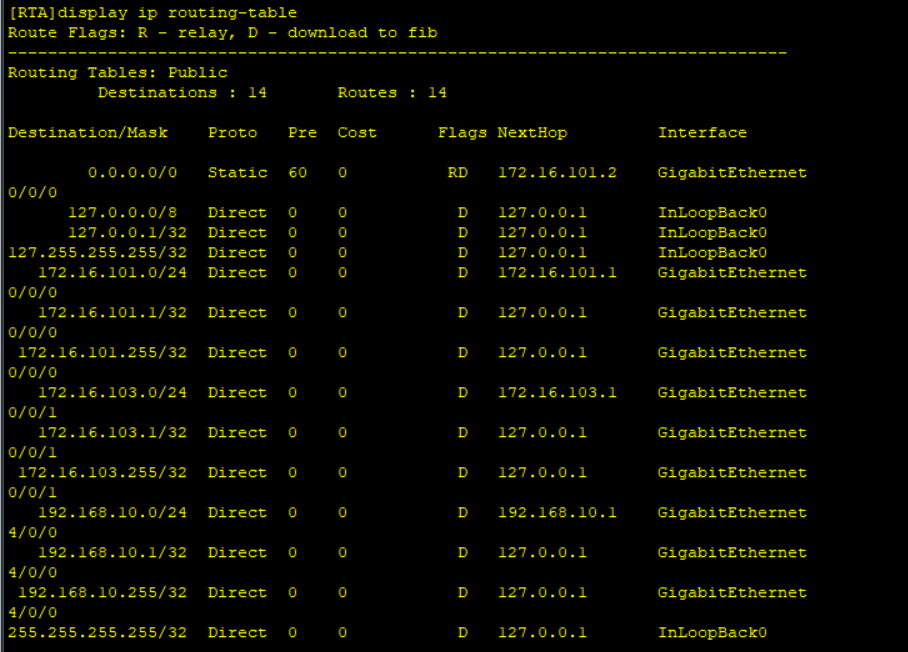 [RTA]display ip routing-table
Route Flags: R - relay, D - download to fib
------------------------------------------------------------------------------
Routing Tables: Public
         Destinations : 14       Routes : 14

Destination/Mask    Proto   Pre  Cost      Flags NextHop         Interface

        0.0.0.0/0   Static  60   0          RD   172.16.101.2    GigabitEthernet
0/0/0
      127.0.0.0/8   Direct  0    0           D   127.0.0.1       InLoopBack0
      127.0.0.1/32  Direct  0    0           D   127.0.0.1       InLoopBack0
127.255.255.255/32  Direct  0    0           D   127.0.0.1       InLoopBack0
   172.16.101.0/24  Direct  0    0           D   172.16.101.1    GigabitEthernet
0/0/0
   172.16.101.1/32  Direct  0    0           D   127.0.0.1       GigabitEthernet
0/0/0
 172.16.101.255/32  Direct  0    0           D   127.0.0.1       GigabitEthernet
0/0/0
   172.16.103.0/24  Direct  0    0           D   172.16.103.1    GigabitEthernet
0/0/1
   172.16.103.1/32  Direct  0    0           D   127.0.0.1       GigabitEthernet
0/0/1
 172.16.103.255/32  Direct  0    0           D   127.0.0.1       GigabitEthernet
0/0/1
   192.168.10.0/24  Direct  0    0           D   192.168.10.1    GigabitEthernet
4/0/0
   192.168.10.1/32  Direct  0    0           D   127.0.0.1       GigabitEthernet
4/0/0
 192.168.10.255/32  Direct  0    0           D   127.0.0.1       GigabitEthernet
4/0/0
255.255.255.255/32  Direct  0    0           D   127.0.0.1       InLoopBack0